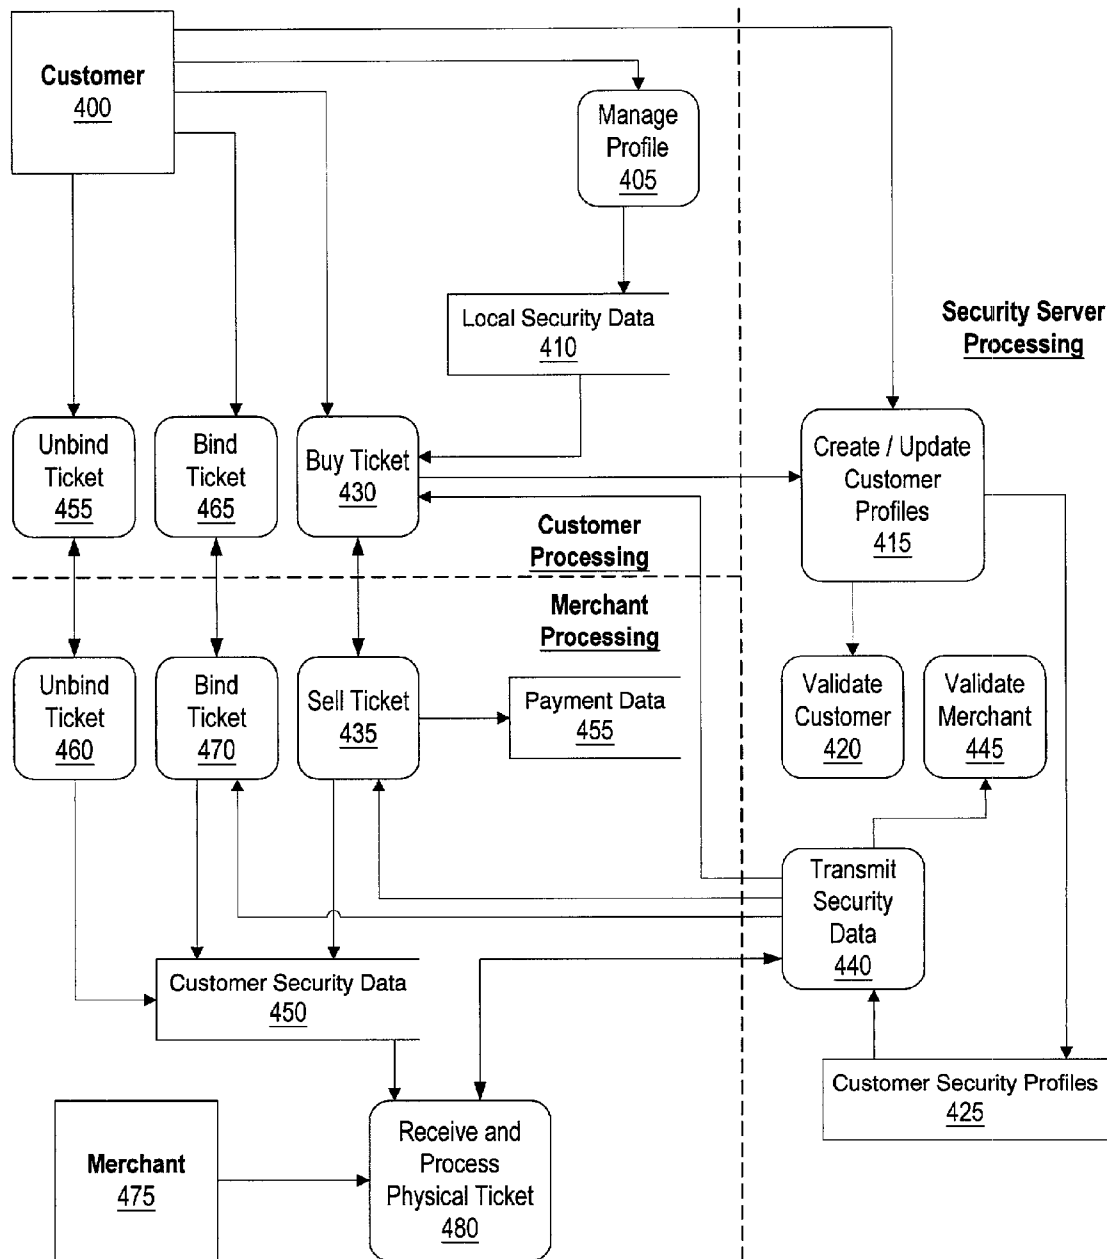 Customer
400
Manage
Profile
405
Local Security Data
410
Security Server
Processing
Unbind
Ticket
455
Bind
Ticket
465
Buy Ticket
430
Create / Update
Customer
Profiles
415
Customer
Processing
Merchant
Processing
Unbind
Ticket
460
Bind
Ticket
470
Sell Ticket
435
Payment Data
455
Validate
Customer
420
Validate
Merchant
445
Transmit
Security
Data
440
Customer Security Data
450
Customer Security Profiles
425
Merchant
475
Receive and
Process
Physical Ticket
480